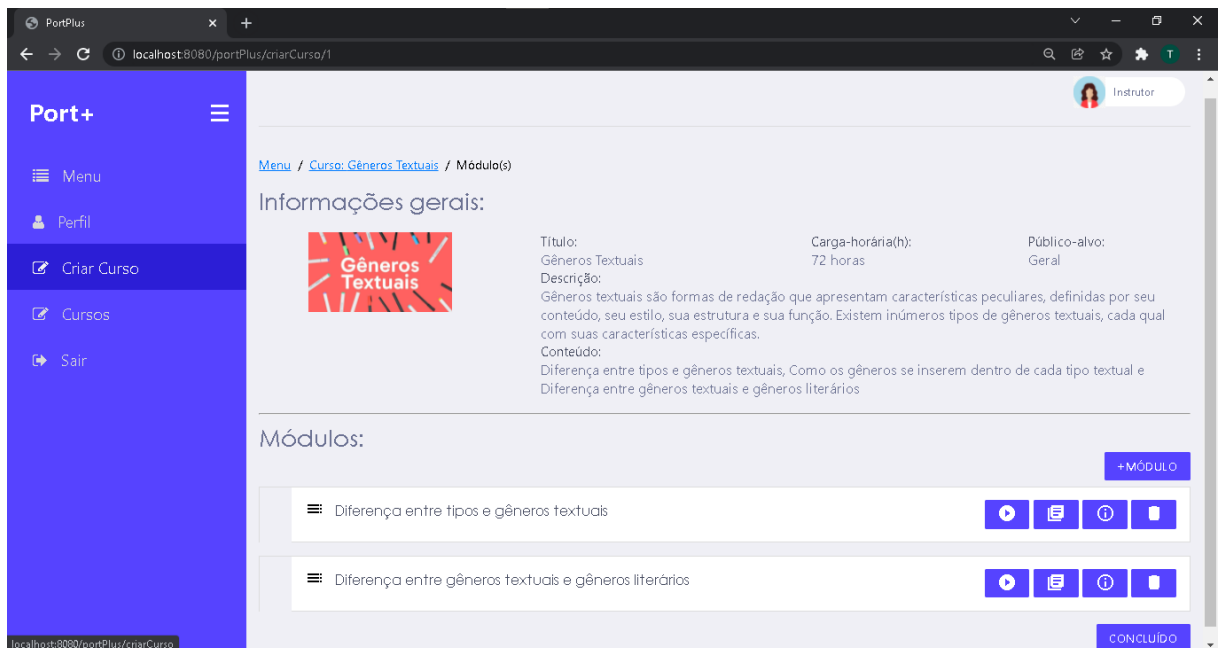 PortPlus
localhost:8080/portPlus/criarCurso/1
T
Port+
Instrutor
Menu
Perfil
Criar Curso
Cursos
Sair
Menu / Curso: Gêneros Textuais / Módulo(s)
Informações gerais:
Gêneros
Textuais
Título:
Gêneros Textuais
Carga-horária(h):
72 horas
Público-alvo:
Geral
Descrição:
Gêneros textuais são formas de redação que apresentam características peculiares, definidas por seu
conteúdo, seu estilo, sua estrutura e sua função. Existem inúmeros tipos de gêneros textuais, cada qual
com suas características específicas.
Conteúdo:
Diferença entre tipos e gêneros textuais, Como os gêneros se inserem dentro de cada tipo textual e
Diferença entre gêneros textuais e gêneros literários
Módulos:
+MÓDULO
Diferença entre tipos e gêneros textuais
Diferença entre gêneros textuais e gêneros literários
CONCLUÍDO
localhost:8080/portPlus/criarCurso